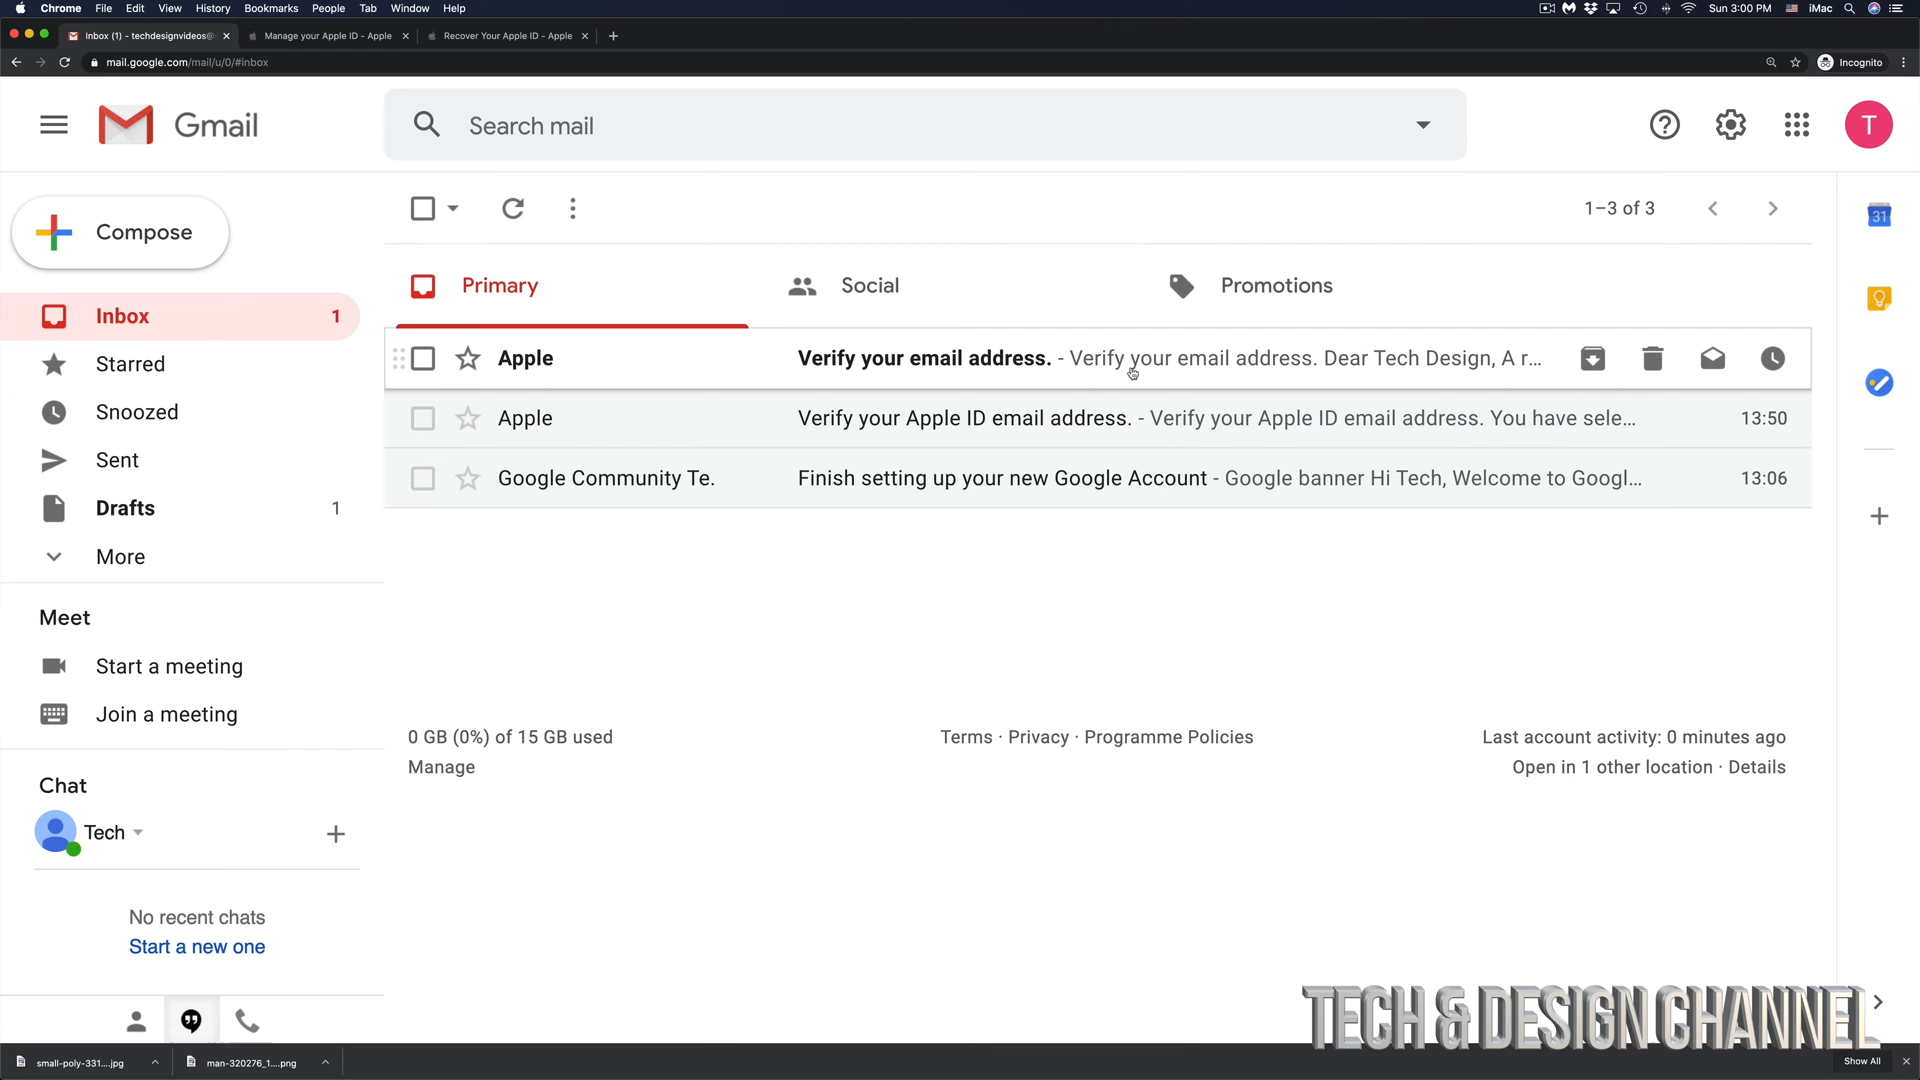 Chrome File Edit View History Bookmarks People Tab Window Help Sun 3:00 PM iMac
Inbox (1) - techdesignvideos@ Manage your Apple ID - Apple Recover Your Apple ID - Apple
mail.google.com/mail/u/0/#inbox Incognito
Gmail Search mail T
Compose
1–3 of 3
31
Primary Social Promotions
Inbox 1
Starred
Snoozed
Sent
Drafts 1
More
Apple Verify your email address. - Verify your email address. Dear Tech Design, A r...
Apple Verify your Apple ID email address. - Verify your Apple ID email address. You have sele... 13:50
Google Community Te. Finish setting up your new Google Account - Google banner Hi Tech, Welcome to Googl... 13:06
Meet
Start a meeting
Join a meeting
0 GB (0%) of 15 GB used
Manage
Terms · Privacy · Programme Policies
Last account activity: 0 minutes ago
Open in 1 other location · Details
Chat
Tech
No recent chats
Start a new one
TECH & DESIGN CHANNEL
small-poly-331....jpg man-320276_1....png Show All